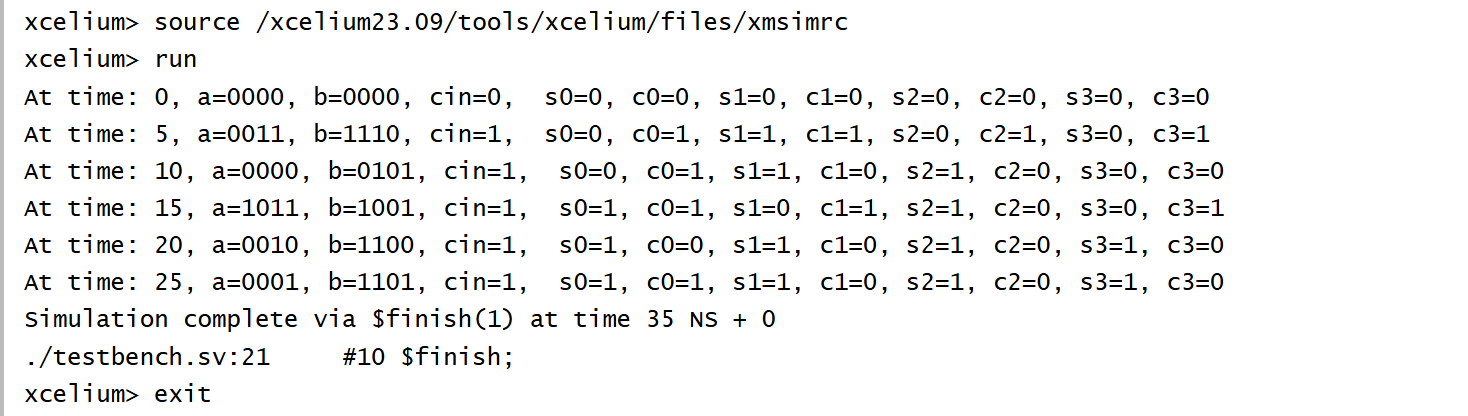 xcelium> source /xcelium23.09/tools/xcelium/files/xmsimrc
xcelium> run
At time: 0, a=0000, b=0000, cin=0,  s0=0, c0=0, s1=0, c1=0, s2=0, c2=0, s3=0, c3=0
At time: 5, a=0011, b=1110, cin=1,  s0=0, c0=1, s1=1, c1=1, s2=0, c2=1, s3=0, c3=1
At time: 10, a=0000, b=0101, cin=1,  s0=0, c0=1, s1=1, c1=0, s2=1, c2=0, s3=0, c3=0
At time: 15, a=1011, b=1001, cin=1,  s0=1, c0=1, s1=0, c1=1, s2=1, c2=0, s3=0, c3=1
At time: 20, a=0010, b=1100, cin=1,  s0=1, c0=0, s1=1, c1=0, s2=1, c2=0, s3=1, c3=0
At time: 25, a=0001, b=1101, cin=1,  s0=1, c0=1, s1=1, c1=0, s2=1, c2=0, s3=1, c3=0
Simulation complete via $finish(1) at time 35 NS + 0
./testbench.sv:21     #10 $finish;
xcelium> exit